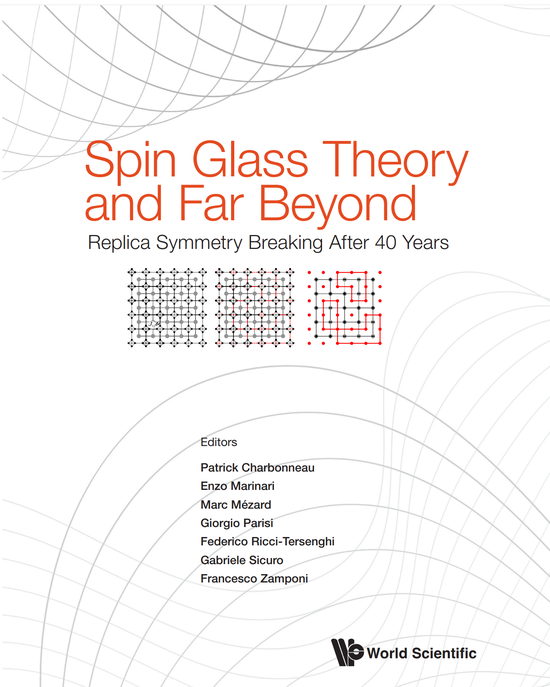 Spin Glass Theory
and Far Beyond
Replica Symmetry Breaking After 40 Years
Editors
Patrick Charbonneau
Enzo Marinari
Marc Mézard
Giorgio Parisi
Federico Ricci-Tersenghi
Gabriele Sicuro
Francesco Zamponi
World Scientific